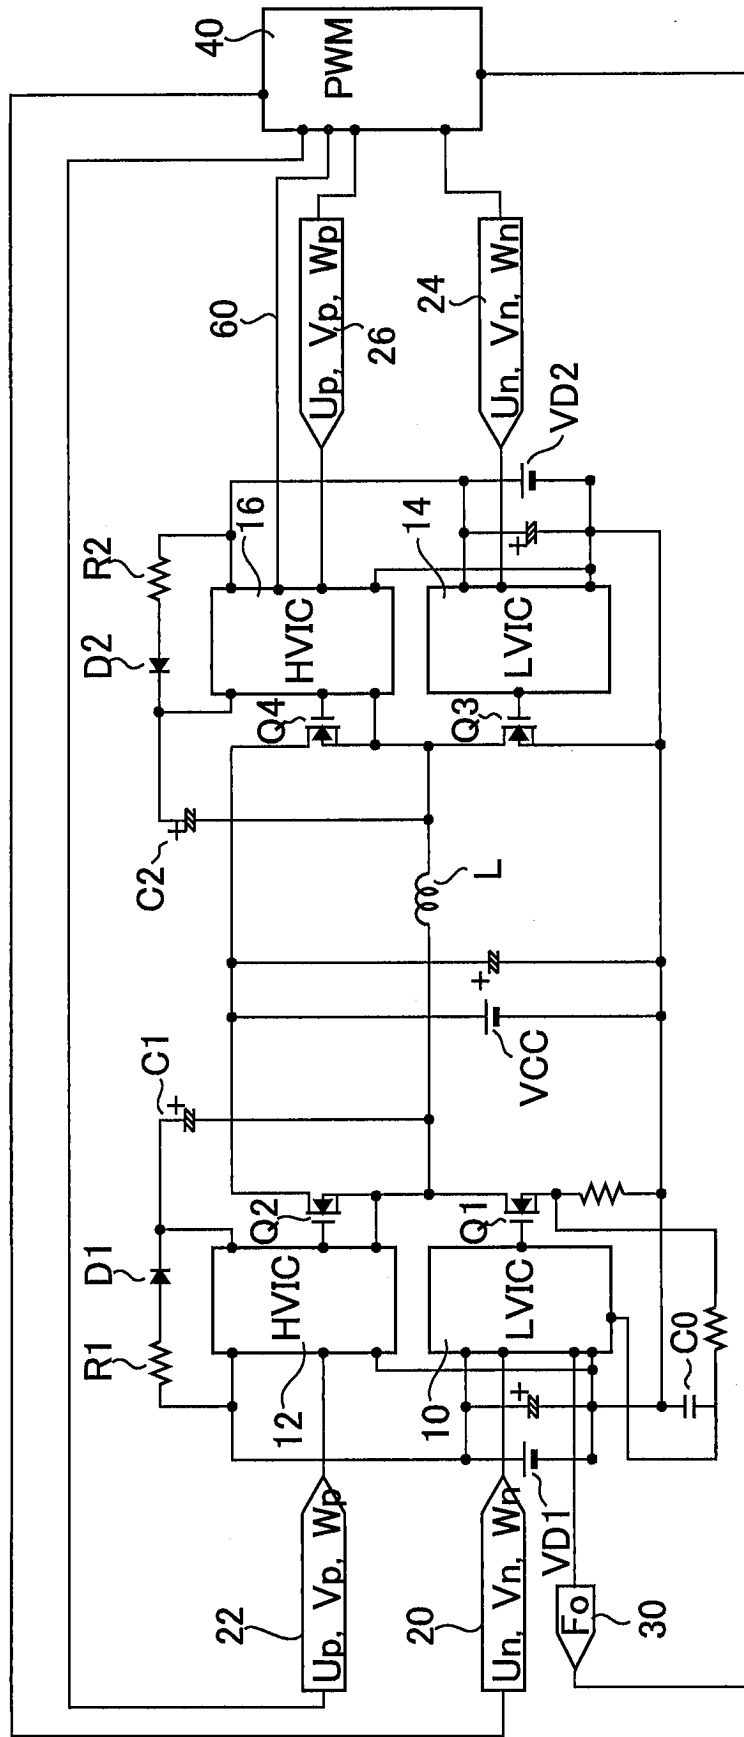 40
PWM
60
Up, Vp, Wp
26
Un, Vn, Wn
24
VD2
R2
D2
16
HVIC
14
LVIC
Q4
Q3
C2
L
VCC
C1
Q2
Q1
D1
R1
HVIC
12
LVIC
10
C0
VD1
Up, Vp, Wp
22
Un, Vn, Wn
20
Fo
30